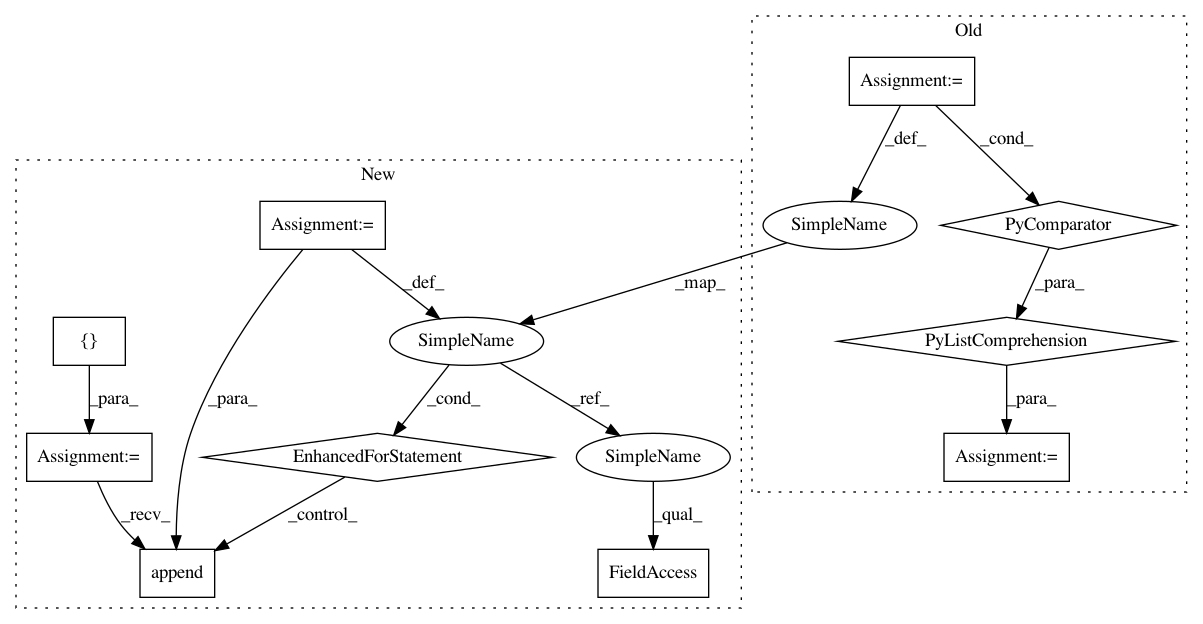 Old
Assignment:=
_def_
_cond_
New
Assignment:=
SimpleName
PyComparator
_def_
_map_
_para_
{}
SimpleName
PyListComprehension
_para_
_para_
_cond_
_ref_
_para_
Assignment:=
EnhancedForStatement
SimpleName
Assignment:=
_recv_
_control_
_qual_
append
FieldAccess